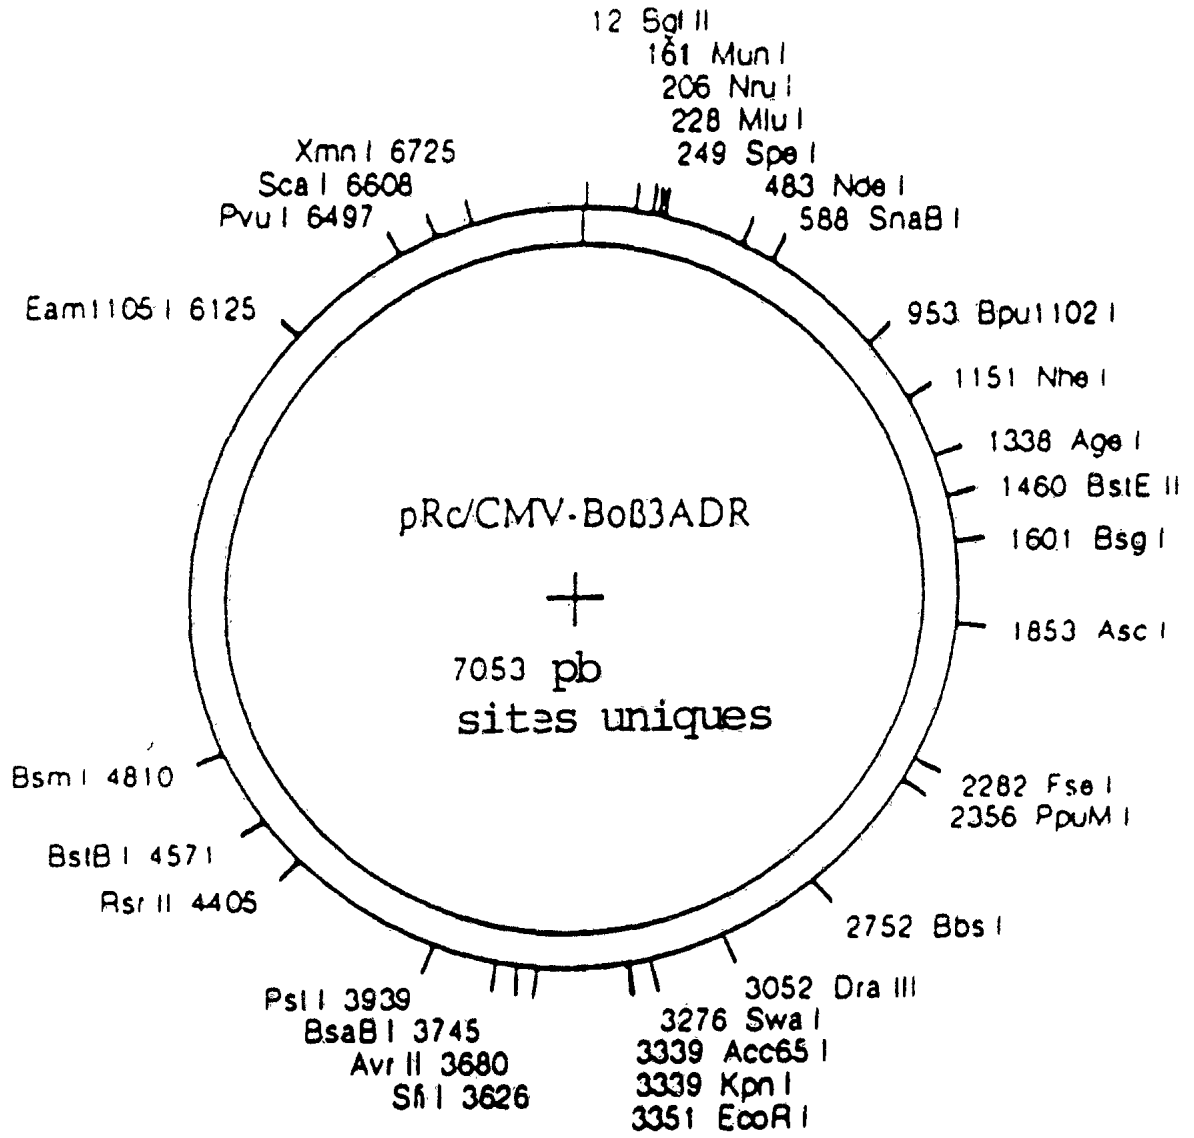 12 Bgl II
161 Mun I
206 Nru I
228 Mlu I
249 Spe I
483 Nde I
588 SnaB I
953 Bpu1102 I
1151 Nhe I
1338 Age I
1460 BstE II
1601 Bsg I
1853 Asc I
2282 Fse I
2356 PpuM I
2752 Bbs I
3052 Dra III
3276 Swa I
3339 Acc65 I
3339 Kpn I
3351 EcoR I
Sfi I 3626
Avr II 3680
BsaB I 3745
Pst I 3939
Rsr II 4405
BstB I 4571
Bsm I 4810
Eam1105 I 6125
Pvu I 6497
Sca I 6608
Xmn I 6725
pRc/CMV-Boß3ADR
7053 pb
sites uniques